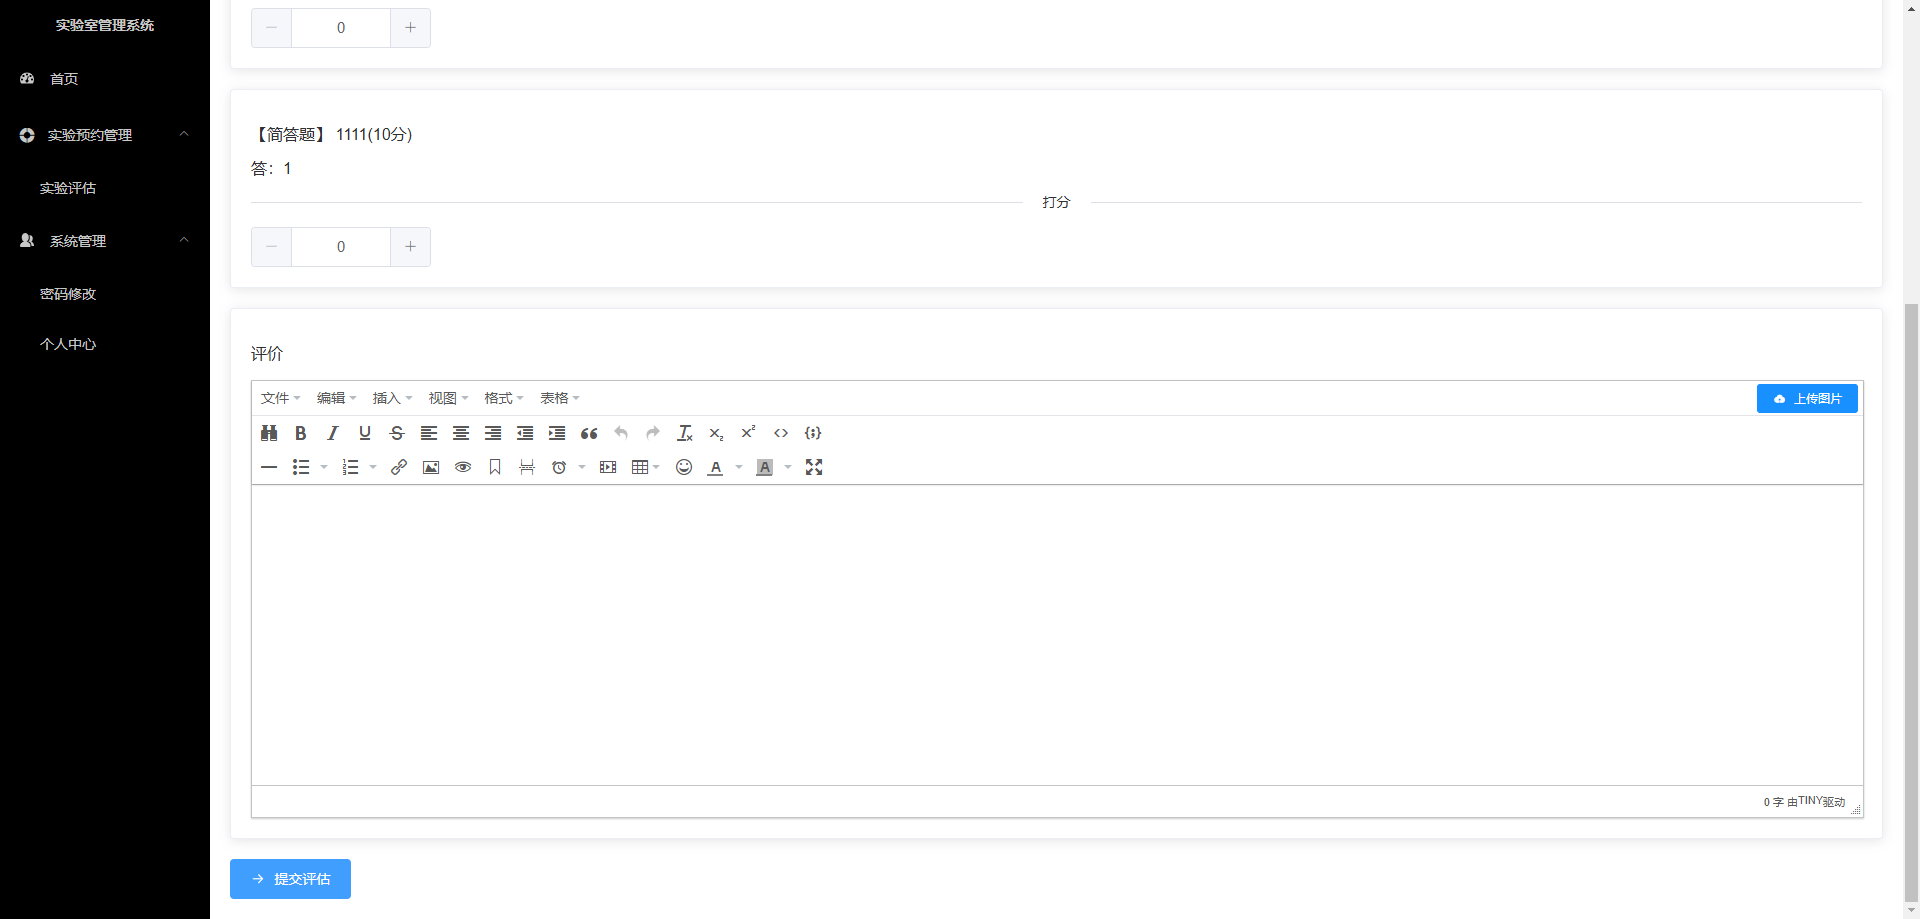 实验室管理系统
首页
实验预约管理
实验评估
系统管理
密码修改
个人中心
0
【简答题】 1111(10分)
答：1
打分
0
评价
文件 编辑 插入 视图 格式 表格
上传图片
0 字 由TINY驱动
提交评估